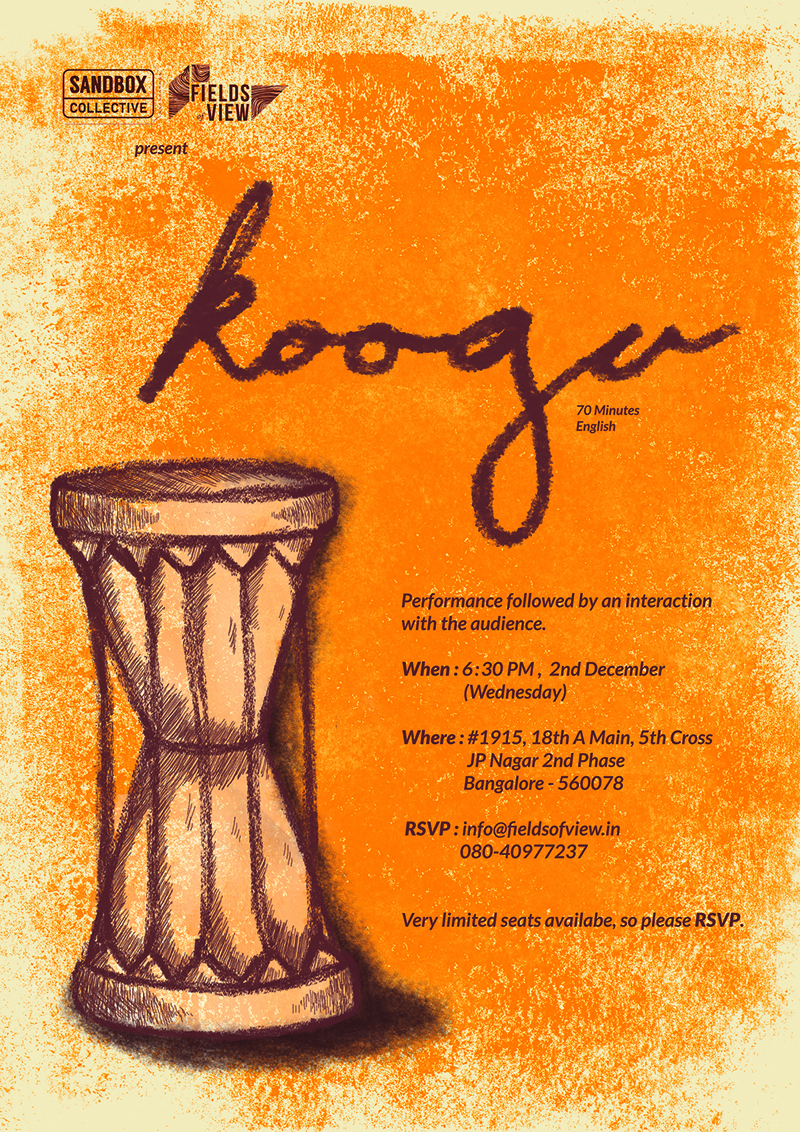 SANDBOX
COLLECTIVE
FIELDS
of VIEW
present
koogu
70 Minutes
English
Performance followed by an interaction
with the audience.
When : 6:30 PM , 2nd December
(Wednesday)
Where : #1915, 18th A Main, 5th Cross
JP Nagar 2nd Phase
Bangalore - 560078
RSVP : info@fieldsofview.in
080-40977237
Very limited seats availabe, so please RSVP.